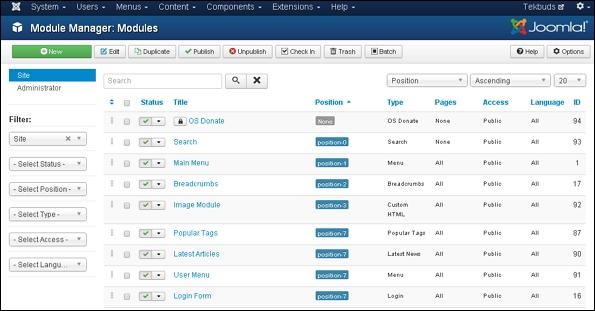 System Users Menus Content Components Extensions Help Tekbuds
Module Manager: Modules Joomla!
New Edit Duplicate Publish Unpublish Check In Trash Batch Help Options
Site
Administrator
Search Position Ascending 20
Status Title Position Type Pages Access Language ID
Filter:
Site
- Select Status -
- Select Position -
- Select Type -
- Select Access -
- Select Langu...
OS Donate None OS Donate None Public All 94
Search position-0 Search None Public All 93
Main Menu position-1 Menu All Public All 1
Breadcrumbs position-2 Breadcrumbs All Public All 17
Image Module position-3 Custom HTML All Public All 92
Popular Tags position-7 Popular Tags All Public All 87
Latest Articles position-7 Latest News All Public All 90
User Menu position-7 Menu All Public All 91
Login Form position-7 Login All Public All 16